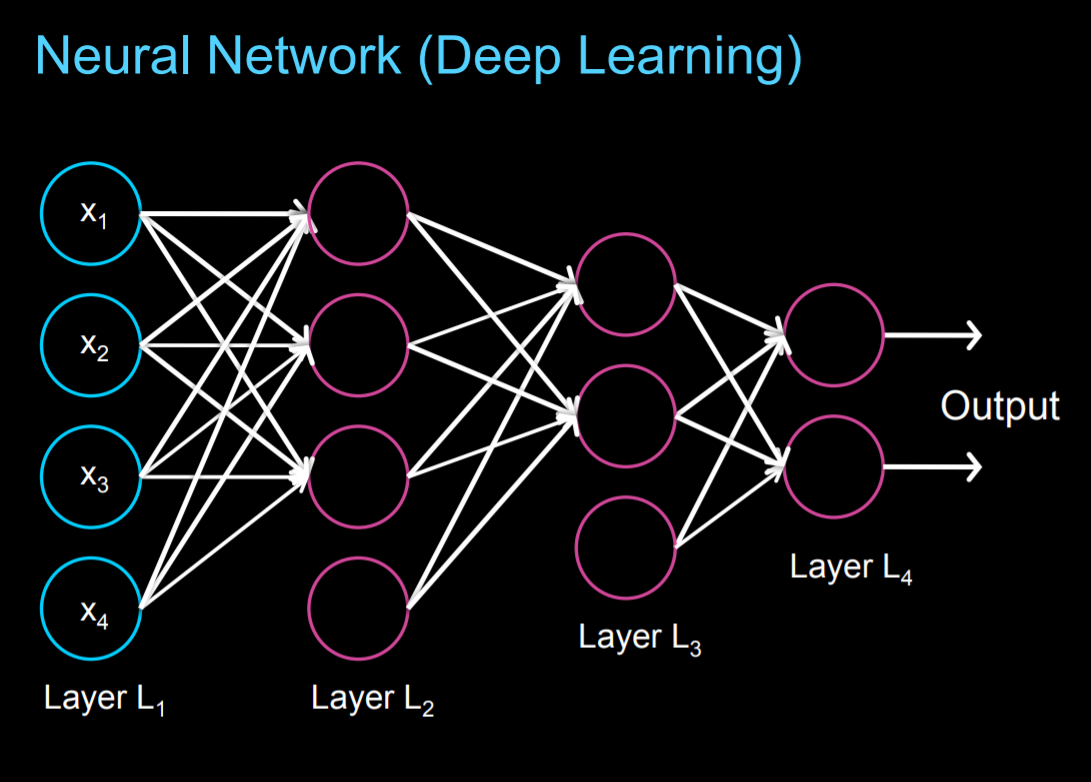 Neural Network (Deep Learning)
x₁
x₂
x₃
x₄
Layer L₁
Layer L₂
Layer L₃
Layer L₄
Output